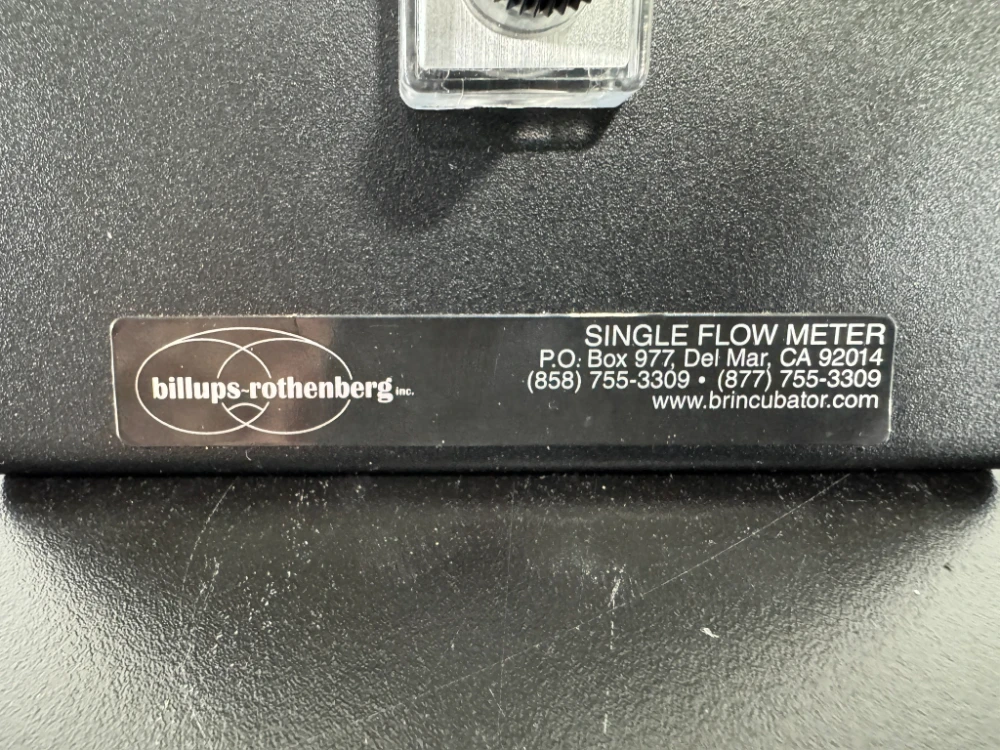 billups~rothenberg inc.
SINGLE FLOW METER
P.O. Box 977, Del Mar, CA 92014
(858) 755-3309 • (877) 755-3309
www.brincubator.com